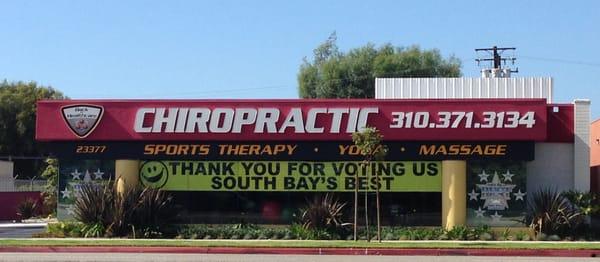 CHIROPRACTIC 310.371.3134
23377 SPORTS THERAPY • YOGA • MASSAGE
THANK YOU FOR VOTING US
SOUTH BAY'S BEST